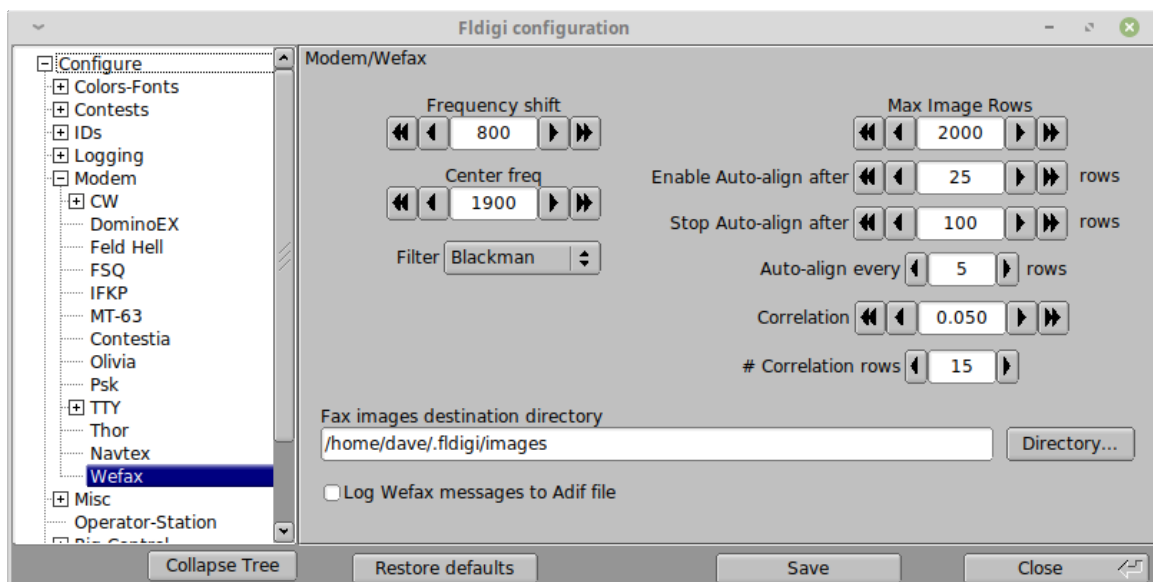 Fldigi configuration
Configure
Colors-Fonts
Contests
IDs
Logging
Modem
CW
DominoEX
Feld Hell
FSQ
IFKP
MT-63
Contestia
Olivia
Psk
TTY
Thor
Navtex
Wefax
Misc
Operator-Station
Modem/Wefax
Frequency shift
800
Center freq
1900
Filter Blackman
Max Image Rows
2000
Enable Auto-align after 25 rows
Stop Auto-align after 100 rows
Auto-align every 5 rows
Correlation 0.050
# Correlation rows 15
Fax images destination directory
/home/dave/.fldigi/images Directory...
Log Wefax messages to Adif file
Collapse Tree Restore defaults Save Close